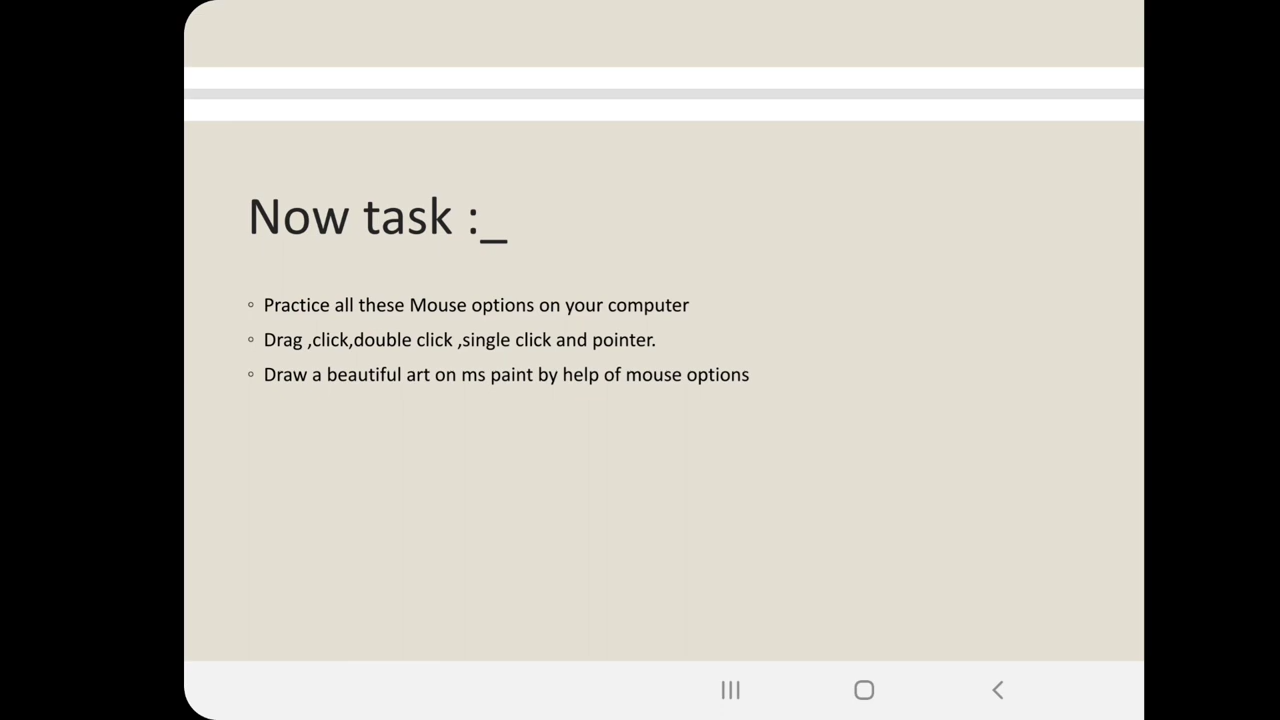 Now task :_
Practice all these Mouse options on your computer
Drag ,click,double click ,single click and pointer.
Draw a beautiful art on ms paint by help of mouse options